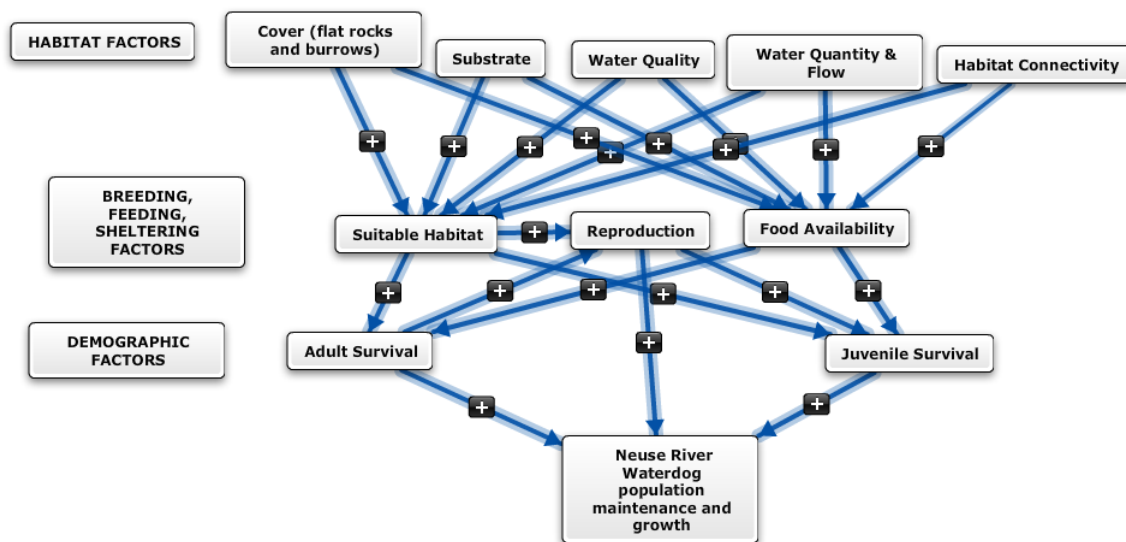 HABITAT FACTORS
Cover (flat rocks
and burrows)
Substrate
Water Quality
Water Quantity &
Flow
Habitat Connectivity
+
+
+
+
+
+
+
+
+
+
BREEDING,
FEEDING,
SHELTERING
FACTORS
Suitable Habitat
+
Reproduction
Food Availability
+
+
+
+
+
+
+
DEMOGRAPHIC
FACTORS
Adult Survival
Juvenile Survival
+
+
Neuse River
Waterdog
population
maintenance and
growth